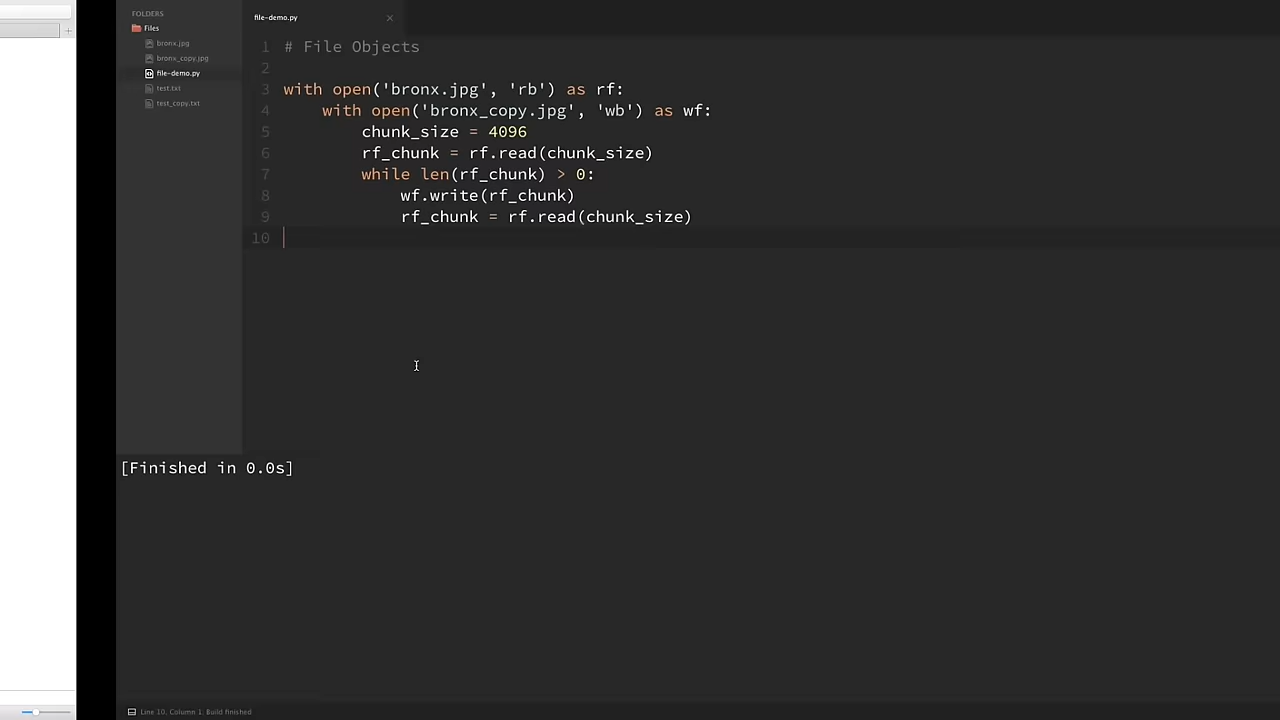 FOLDERS
Files
bronx.jpg
bronx_copy.jpg
file-demo.py
test.txt
test_copy.txt
file-demo.py ×
1 # File Objects
2
3 with open('bronx.jpg', 'rb') as rf:
4     with open('bronx_copy.jpg', 'wb') as wf:
5         chunk_size = 4096
6         rf_chunk = rf.read(chunk_size)
7         while len(rf_chunk) > 0:
8             wf.write(rf_chunk)
9             rf_chunk = rf.read(chunk_size)
10
[Finished in 0.0s]
Line 10, Column 1; Build finished